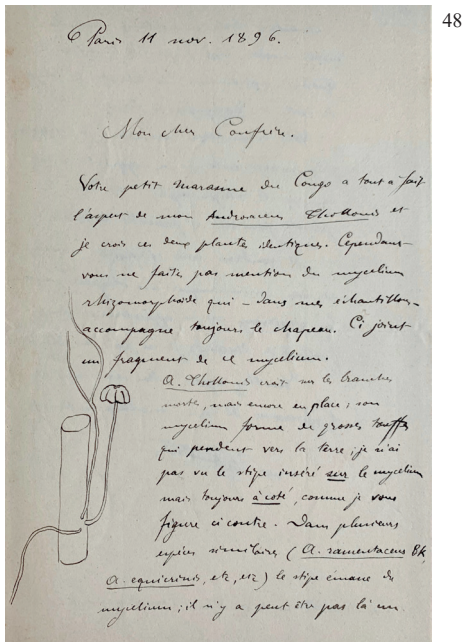 48
Paris 11 nov. 1896.
Mon cher Confrère.
Votre petit marasme du Congo a tout à fait
l'aspect de mon Androsaceus Thollonis et
je crois ces deux plantes identiques. Cependant
vous ne faites pas mention du mycelium
rhizomorphoïde qui – dans mes échantillons –
accompagne toujours le chapeau. Ci joint
un fragment de ce mycelium.
A. Thollonis croît sur les branches
mortes, mais encore en place ; son
mycelium forme de grosses touffes
qui pendent vers la terre ; je n'ai
pas vu le stipe inséré sur le mycelium
mais toujours à coté, comme je vous
figure ci contre. Dans plusieurs
espèces similaires (A. ramentaceus Bk,
A. equicrinis, etc, etc) le stipe émane du
mycelium ; il n'y a peut être pas là un